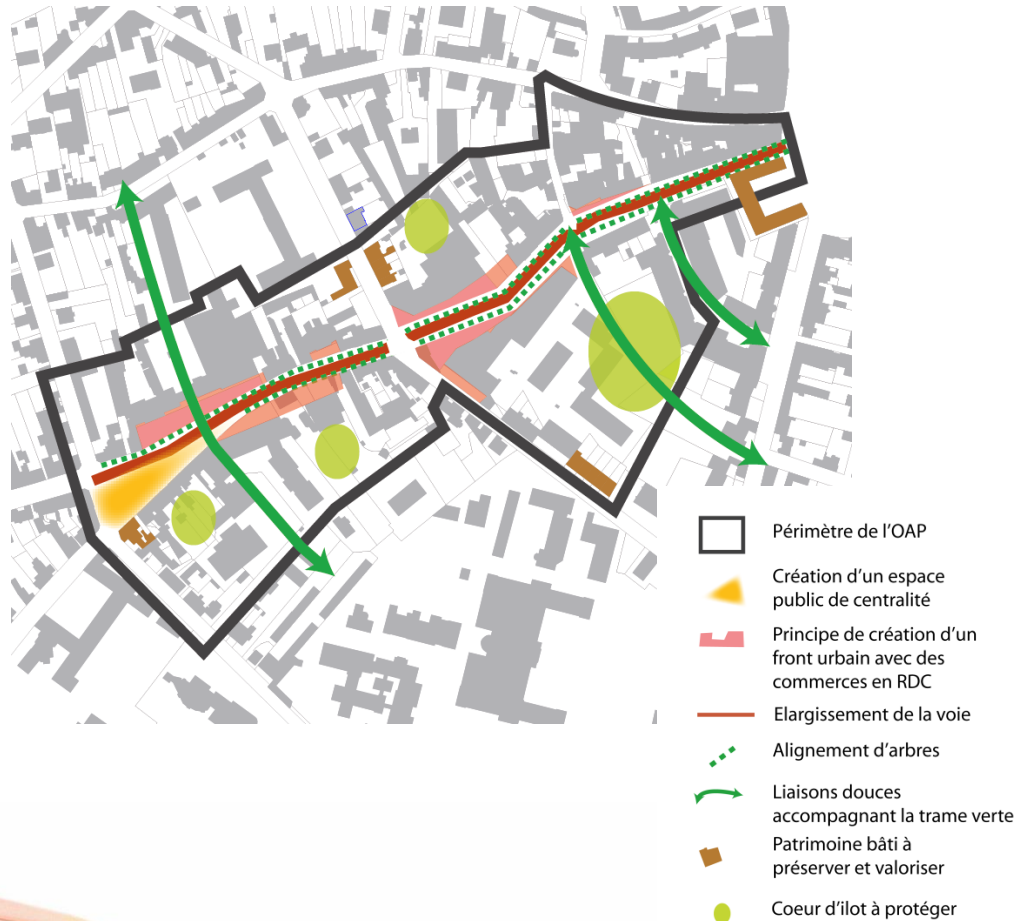 Périmètre de l’OAP
Création d’un espace
public de centralité
Principe de création d’un
front urbain avec des
commerces en RDC
Elargissement de la voie
Alignement d’arbres
Liaisons douces
accompagnant la trame verte
Patrimoine bâti à
préserver et valoriser
Coeur d’ilot à protéger